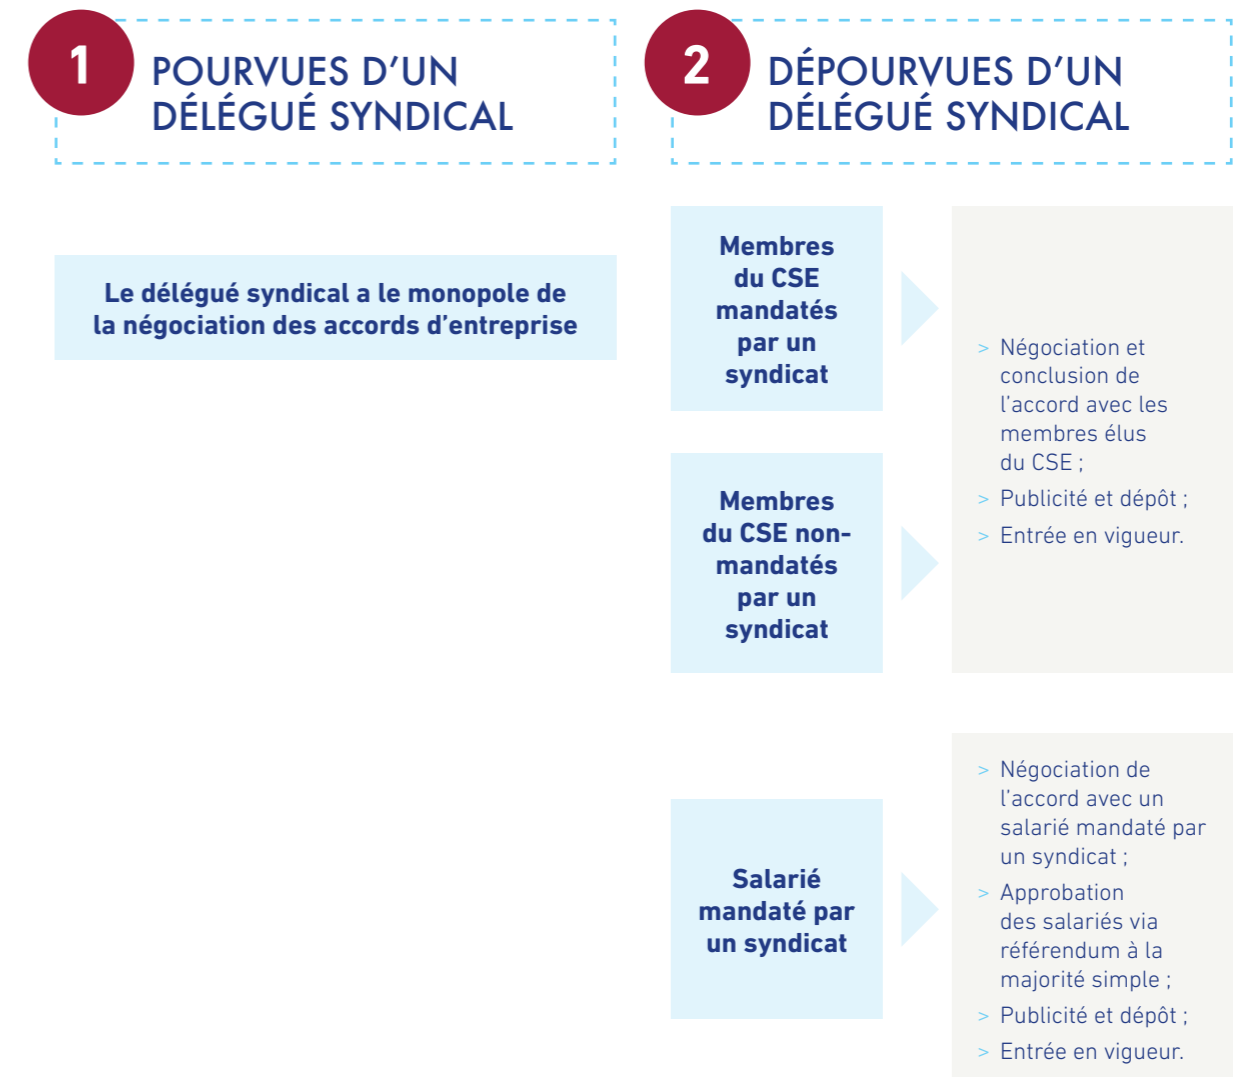 1
POURVUES D’UN
DÉLÉGUÉ SYNDICAL
Le délégué syndical a le monopole de
la négociation des accords d’entreprise
2
DÉPOURVUES D’UN
DÉLÉGUÉ SYNDICAL
Membres
du CSE
mandatés
par un
syndicat
Membres
du CSE non-
mandatés
par un
syndicat
> Négociation et
conclusion de
l’accord avec les
membres élus
du CSE ;
> Publicité et dépôt ;
> Entrée en vigueur.
Salarié
mandaté par
un syndicat
> Négociation de
l’accord avec un
salarié mandaté par
un syndicat ;
> Approbation
des salariés via
référendum à la
majorité simple ;
> Publicité et dépôt ;
> Entrée en vigueur.